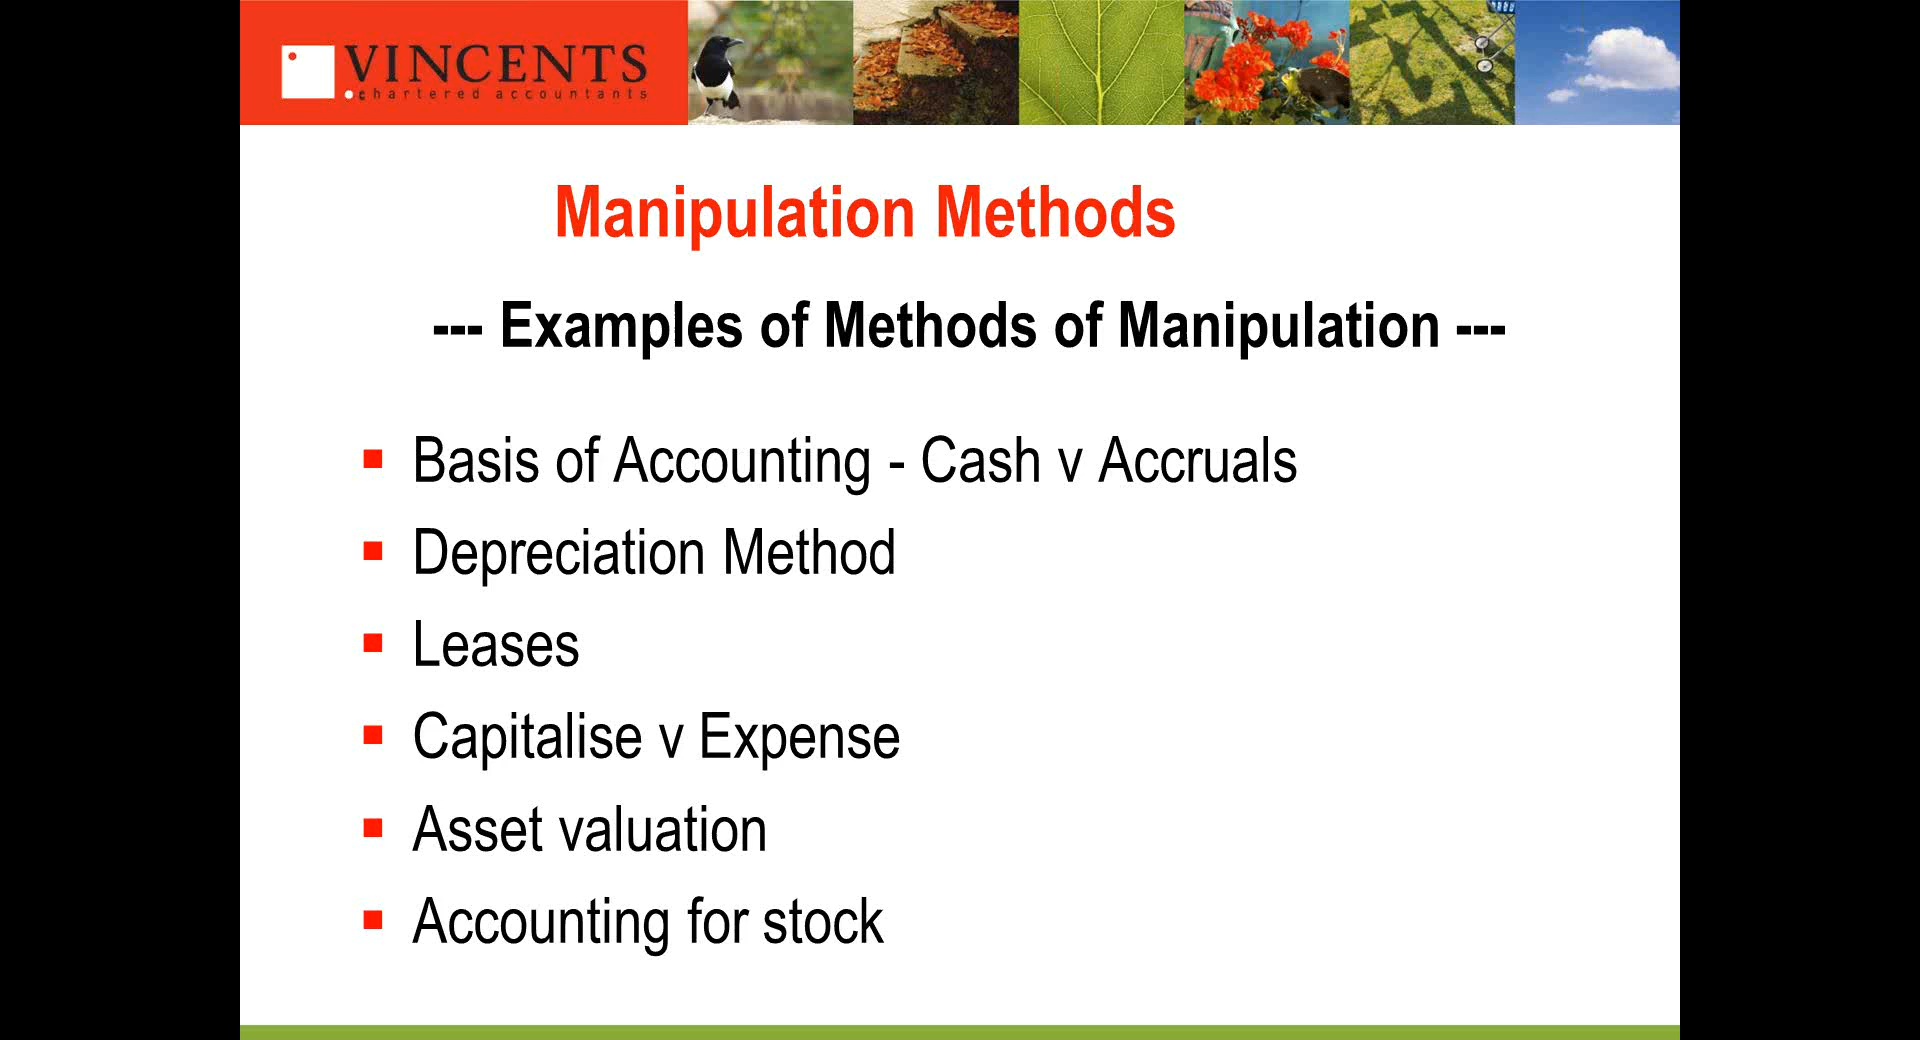 VINCENTS
chartered accountants
Manipulation Methods
--- Examples of Methods of Manipulation ---
Basis of Accounting - Cash v Accruals
Depreciation Method
Leases
Capitalise v Expense
Asset valuation
Accounting for stock